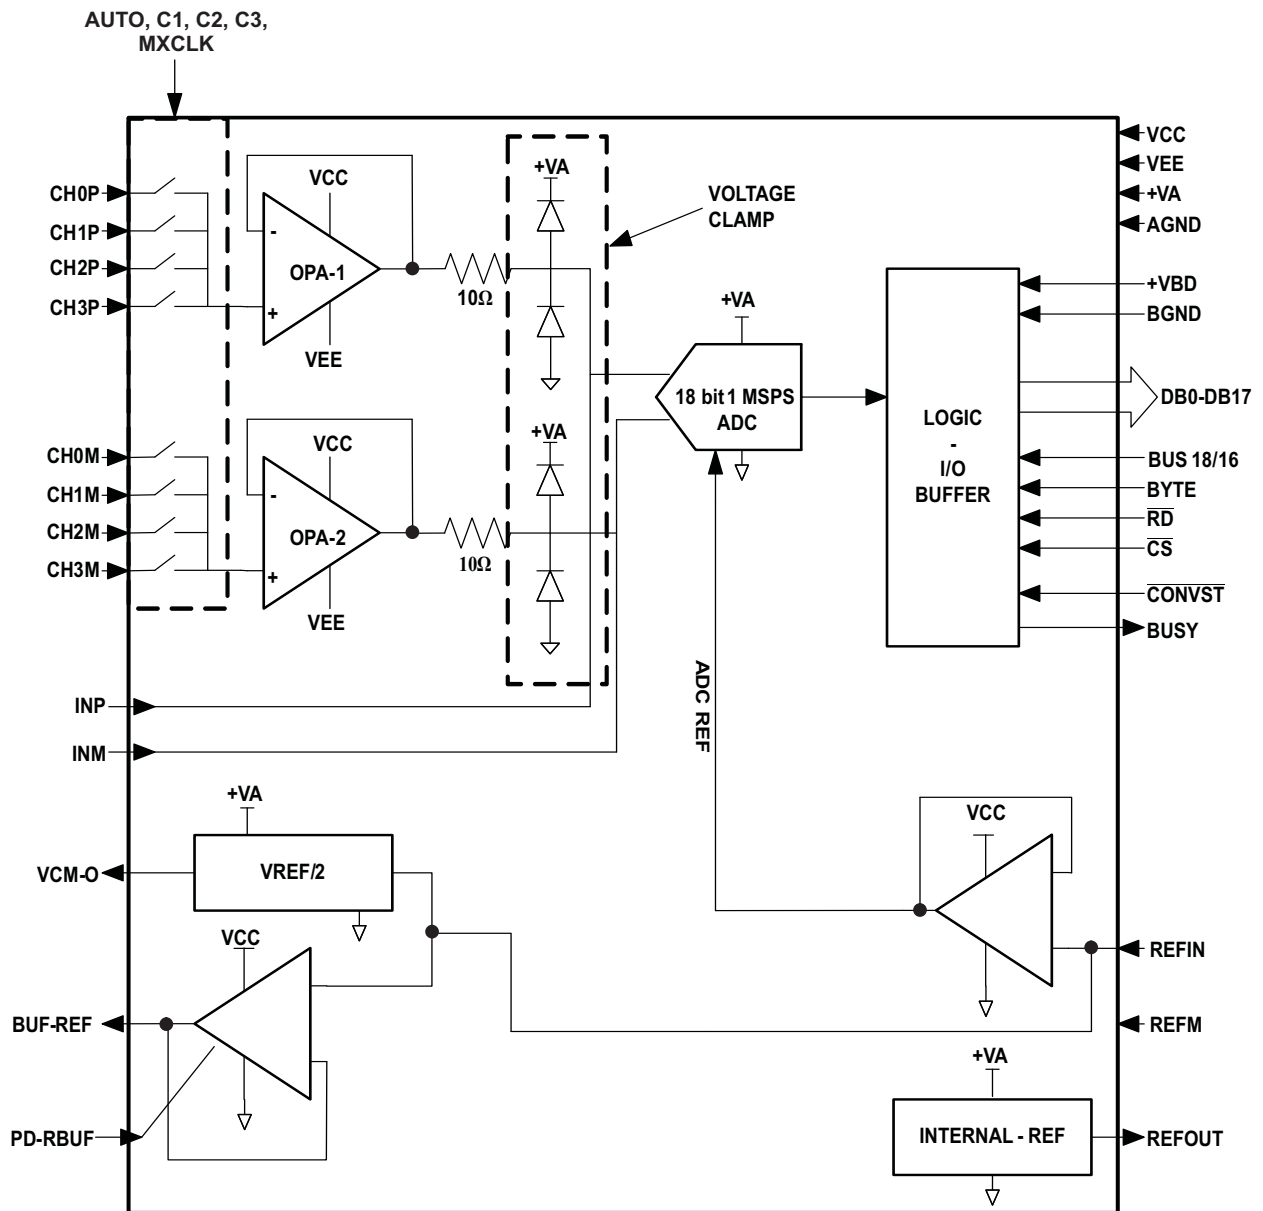 AUTO, C1, C2, C3,
MXCLK
VCC
VEE
+VA
AGND
CH0P
CH1P
CH2P
CH3P
VCC
-
OPA-1
+
VEE
10Ω
+VA
VOLTAGE
CLAMP
+VBD
BGND
+VA
18 bit 1 MSPS
ADC
LOGIC
-
I/O
BUFFER
DB0-DB17
BUS 18/16
BYTE
RD
CS
CONVST
BUSY
CH0M
CH1M
CH2M
CH3M
VCC
-
OPA-2
+
VEE
10Ω
+VA
INP
INM
ADC REF
+VA
VREF/2
VCM-O
VCC
BUF-REF
PD-RBUF
VCC
REFIN
REFM
+VA
INTERNAL - REF
REFOUT